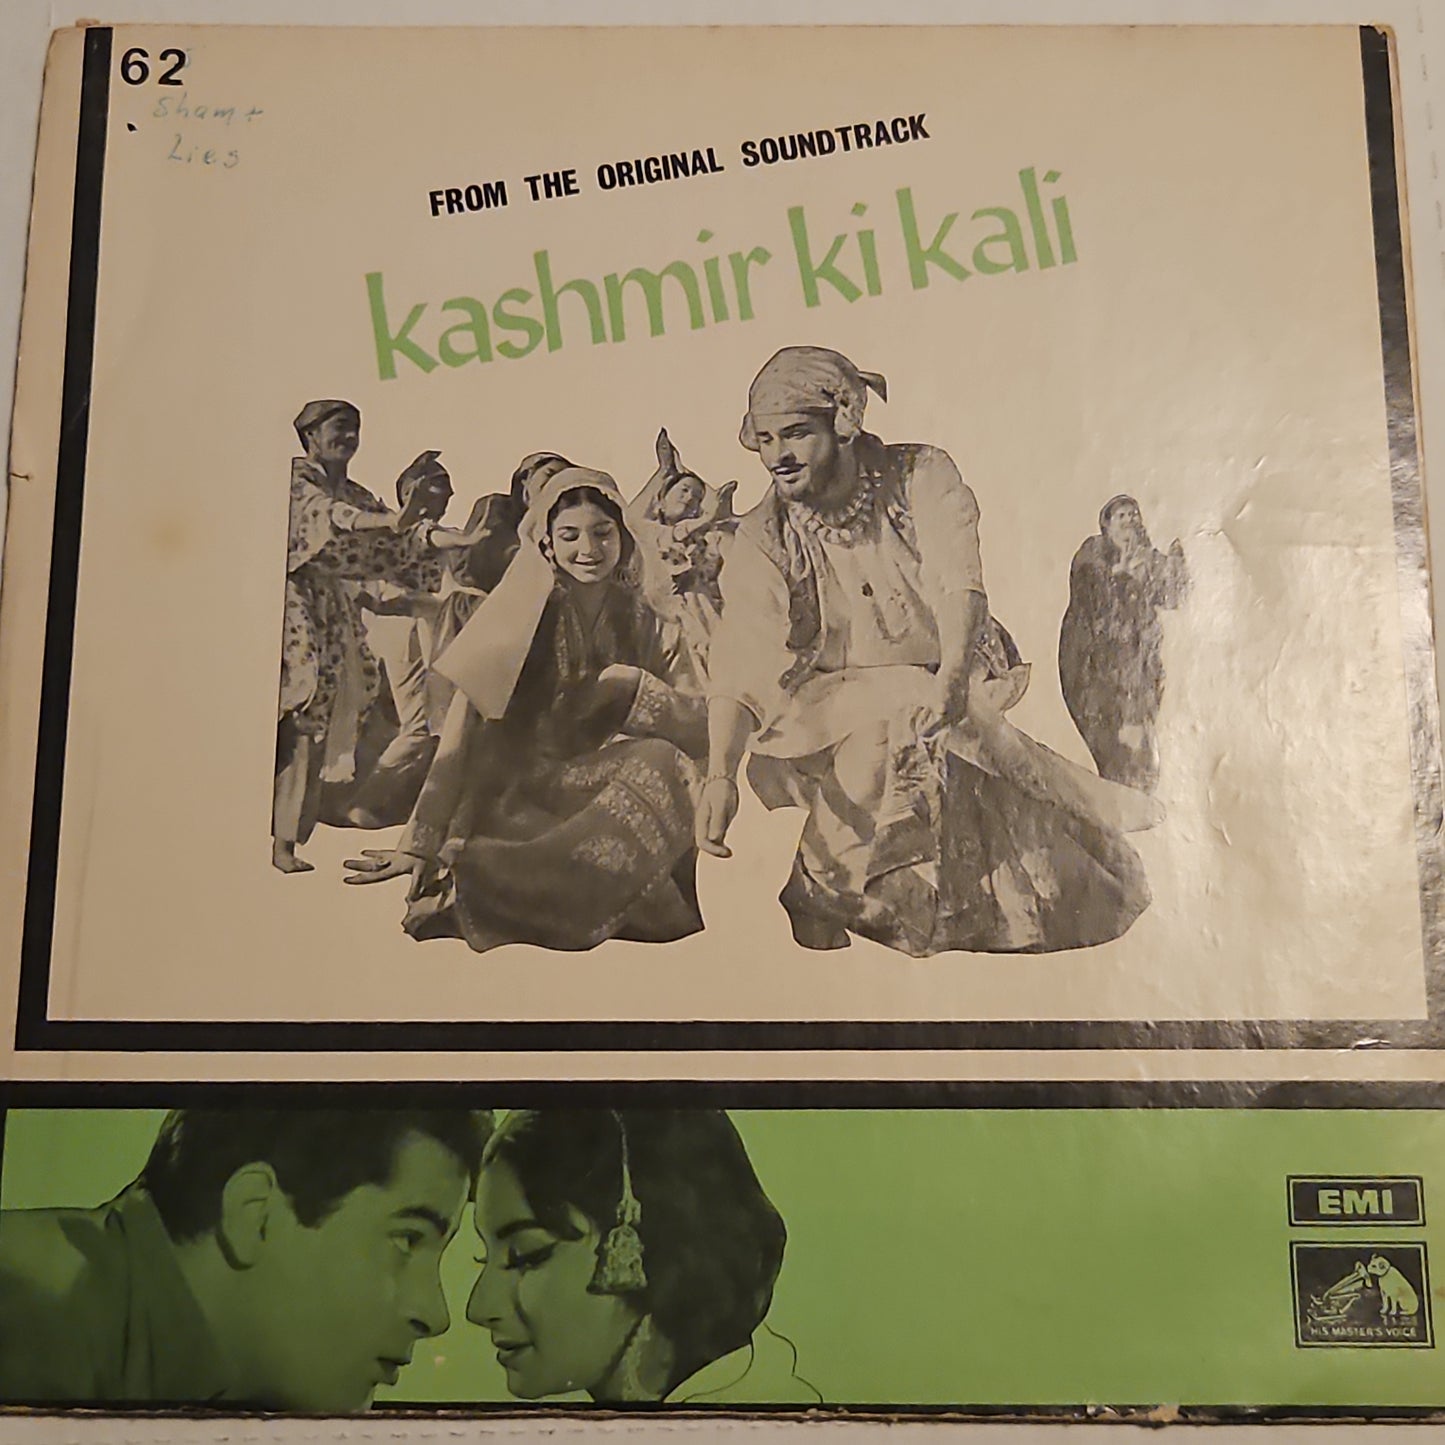 62
Sham +
Lies
FROM THE ORIGINAL SOUNDTRACK
kashmir ki kali
EMI
HIS MASTER'S VOICE